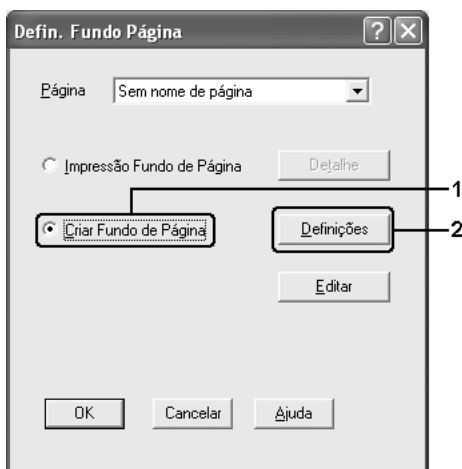 Defin. Fundo Página
Página Sem nome de página
Impressão Fundo de Página Detalhe
1
Criar Fundo de Página Definições 2
Editar
OK Cancelar Ajuda